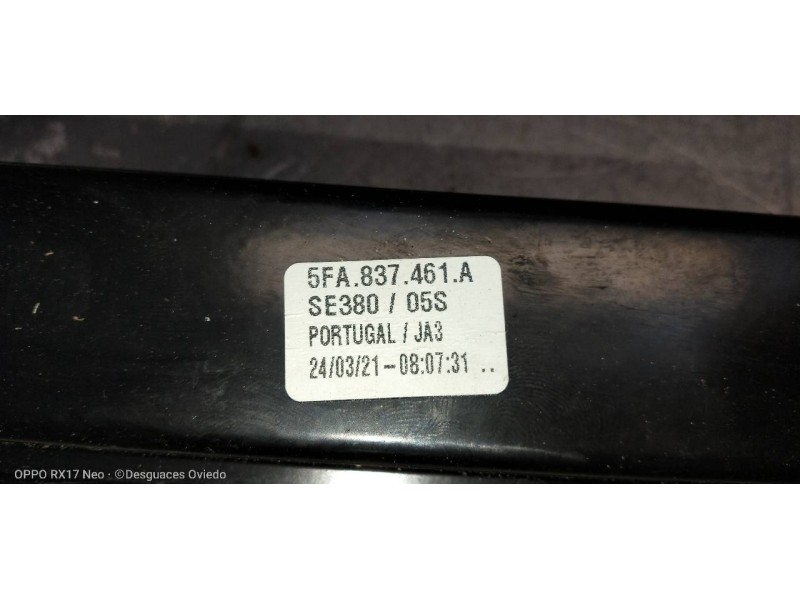 5FA.837.461.A
SE380 / 05S
PORTUGAL / JA3
24/03/21-08:07:31 ..
OPPO RX17 Neo · ©Desguaces Oviedo